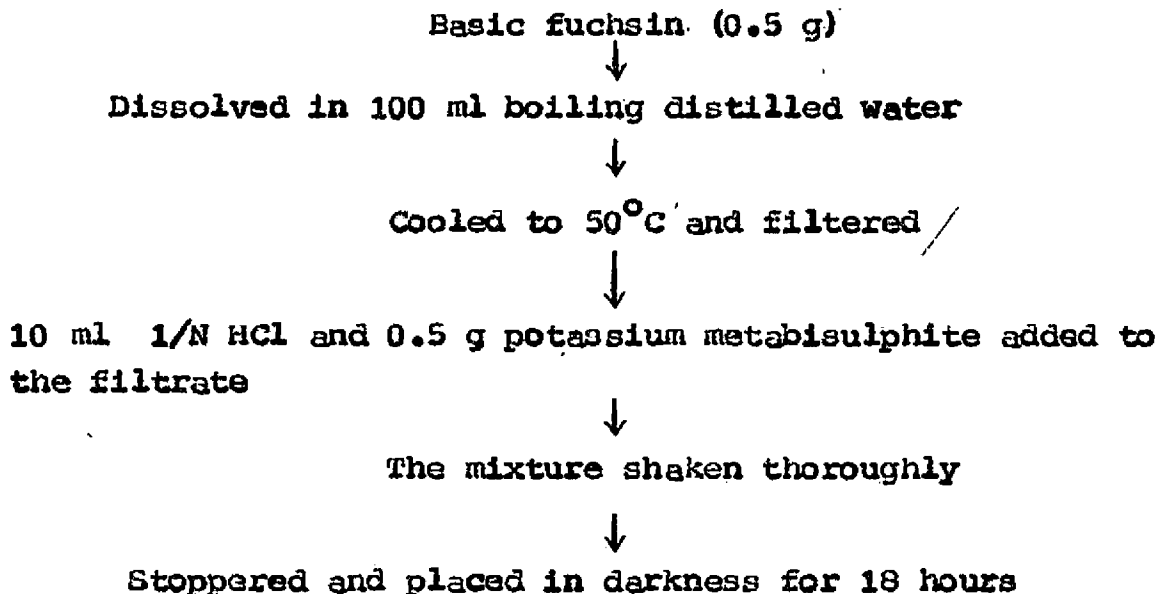 Basic fuchsin (0.5 g)
↓
Dissolved in 100 ml boiling distilled water
↓
Cooled to 50°C and filtered
↓
10 ml 1/N HCl and 0.5 g potassium metabisulphite added to
the filtrate
↓
The mixture shaken thoroughly
↓
Stoppered and placed in darkness for 18 hours